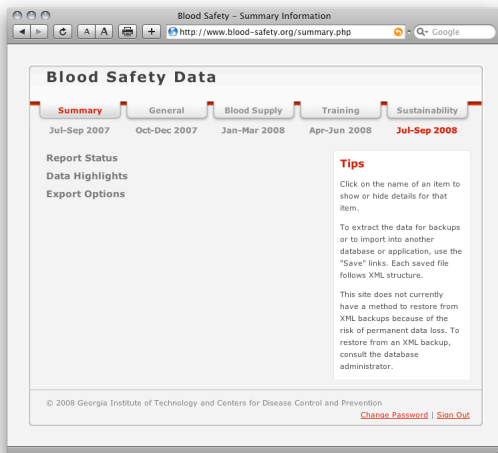 Blood Safety - Summary Information
A A + http://www.blood-safety.org/summary.php Google
Blood Safety Data
Summary General Blood Supply Training Sustainability
Jul-Sep 2007 Oct-Dec 2007 Jan-Mar 2008 Apr-Jun 2008 Jul-Sep 2008
Report Status
Data Highlights
Export Options
Tips
Click on the name of an item to
show or hide details for that
item.
To extract the data for backups
or to import into another
database or application, use the
"Save" links. Each saved file
follows XML structure.
This site does not currently
have a method to restore from
XML backups because of the
risk of permanent data loss. To
restore from an XML backup,
consult the database
administrator.
© 2008 Georgia Institute of Technology and Centers for Disease Control and Prevention
Change Password | Sign Out